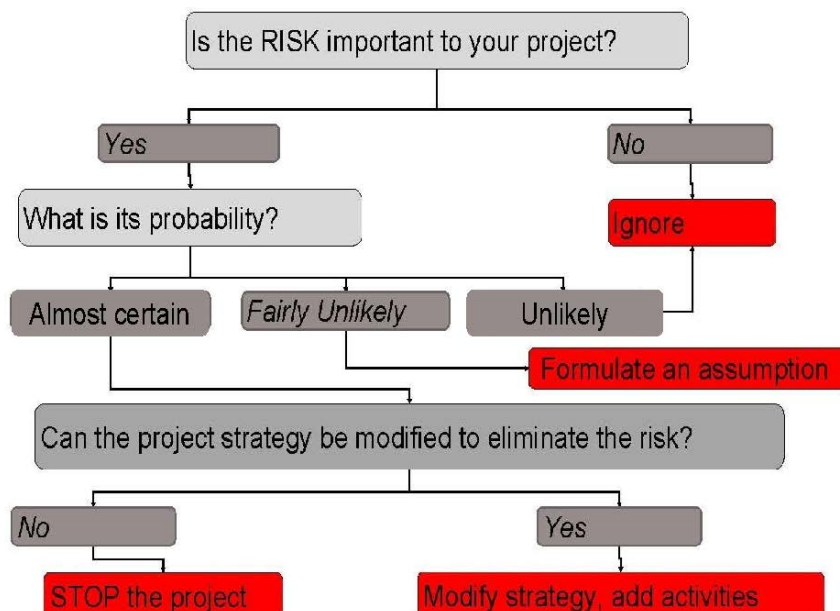 Is the RISK important to your project?
Yes
No
What is its probability?
Ignore
Almost certain
Fairly Unlikely
Unlikely
Formulate an assumption
Can the project strategy be modified to eliminate the risk?
No
Yes
STOP the project
Modify strategy, add activities